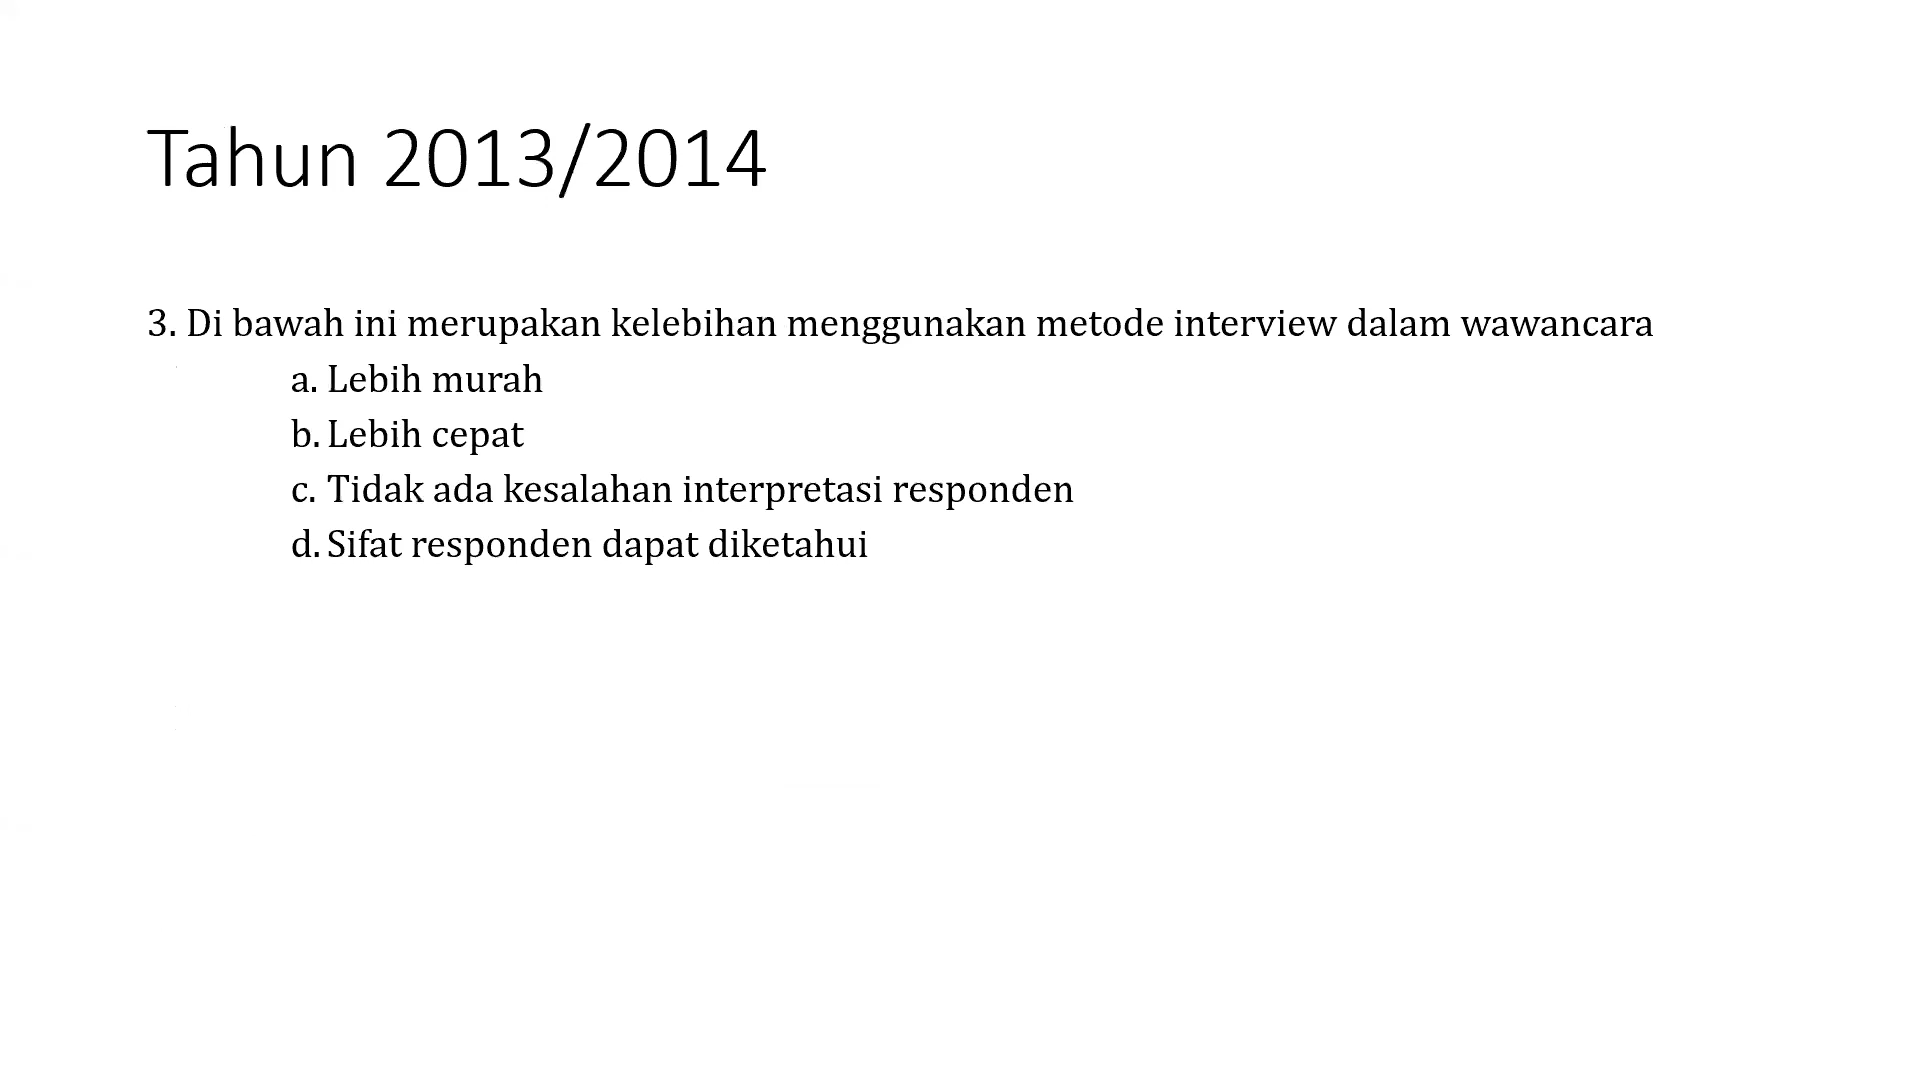 Tahun 2013/2014
3. Di bawah ini merupakan kelebihan menggunakan metode interview dalam wawancara
a. Lebih murah
b. Lebih cepat
c. Tidak ada kesalahan interpretasi responden
d. Sifat responden dapat diketahui